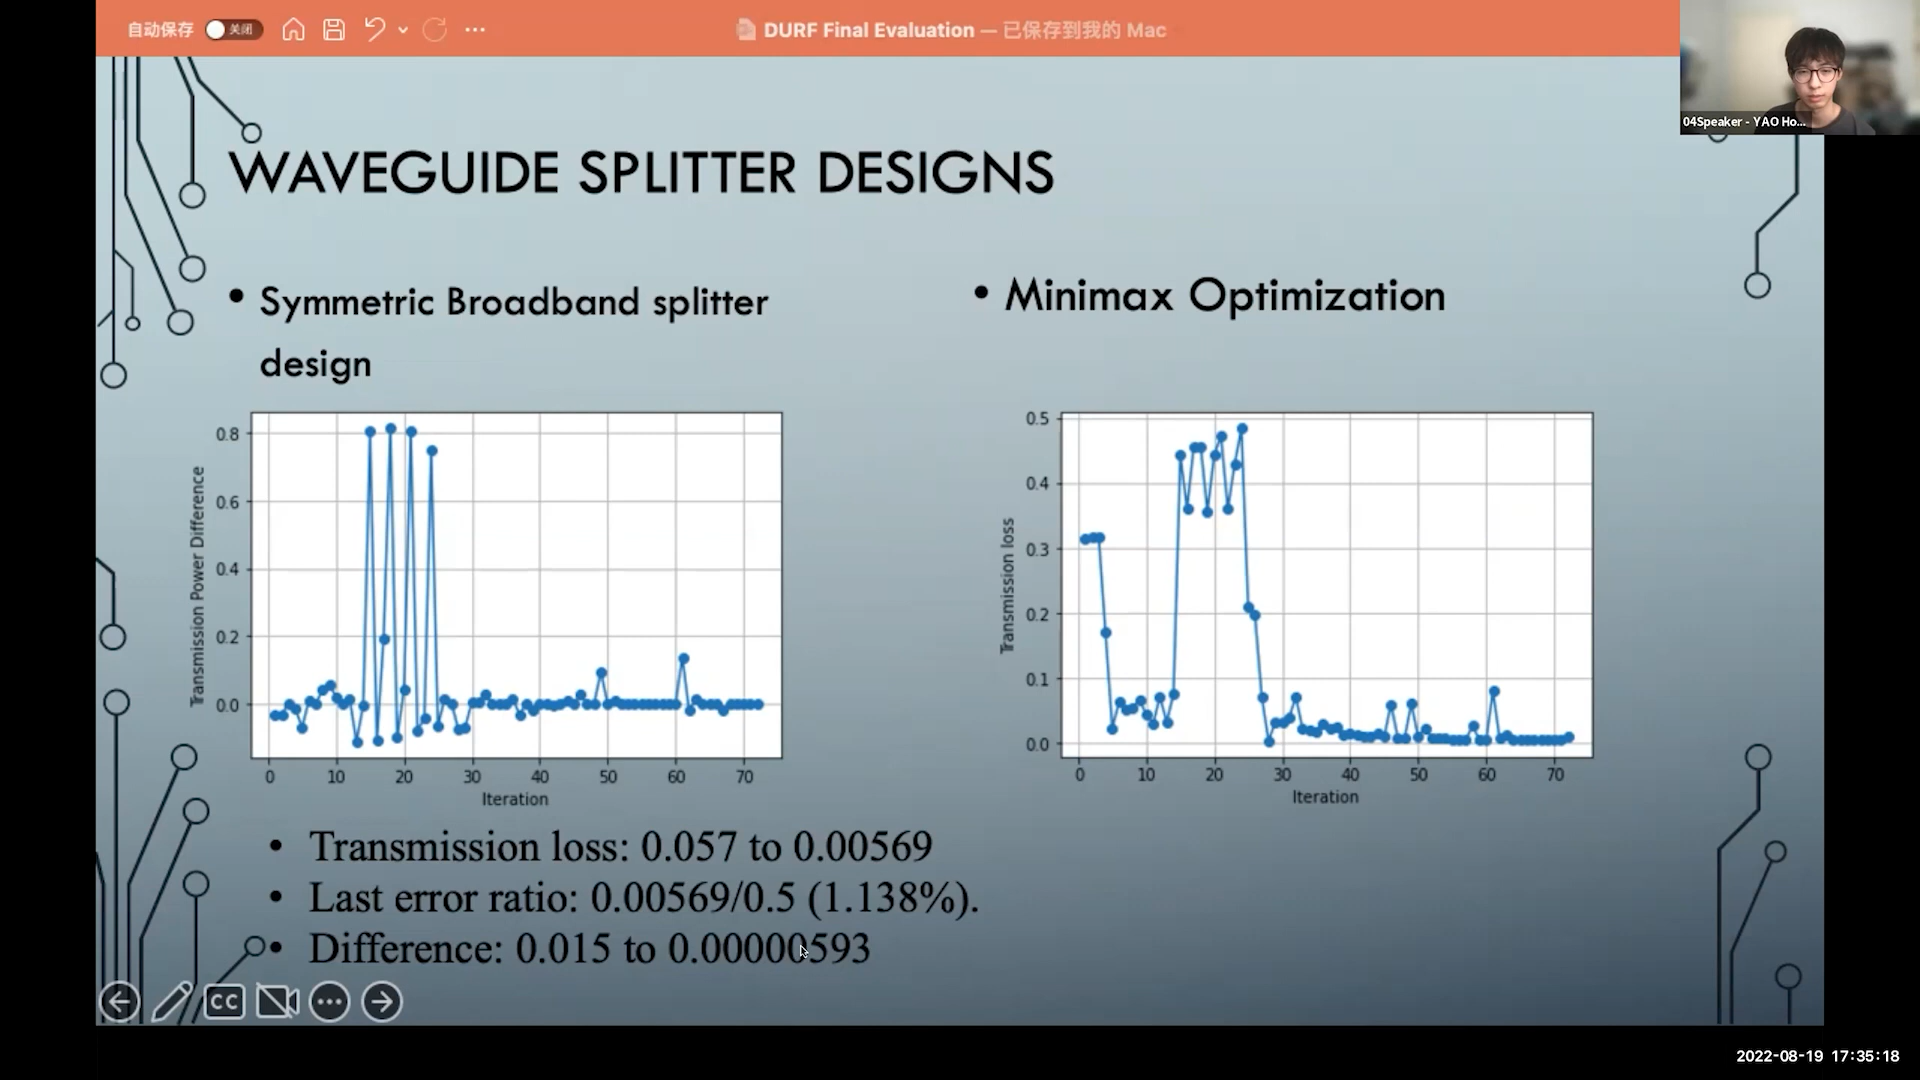 自动保存 关闭
DURF Final Evaluation — 已保存到我的 Mac
04Speaker - YAO Ho...
WAVEGUIDE SPLITTER DESIGNS
• Symmetric Broadband splitter
design
Transmission Power Difference
0.8
0.6
0.4
0.2
0.0
0 10 20 30 40 50 60 70
Iteration
• Minimax Optimization
Transmission loss
0.5
0.4
0.3
0.2
0.1
0.0
0 10 20 30 40 50 60 70
Iteration
• Transmission loss: 0.057 to 0.00569
• Last error ratio: 0.00569/0.5 (1.138%).
• Difference: 0.015 to 0.00000593
CC
2022-08-19 17:35:18